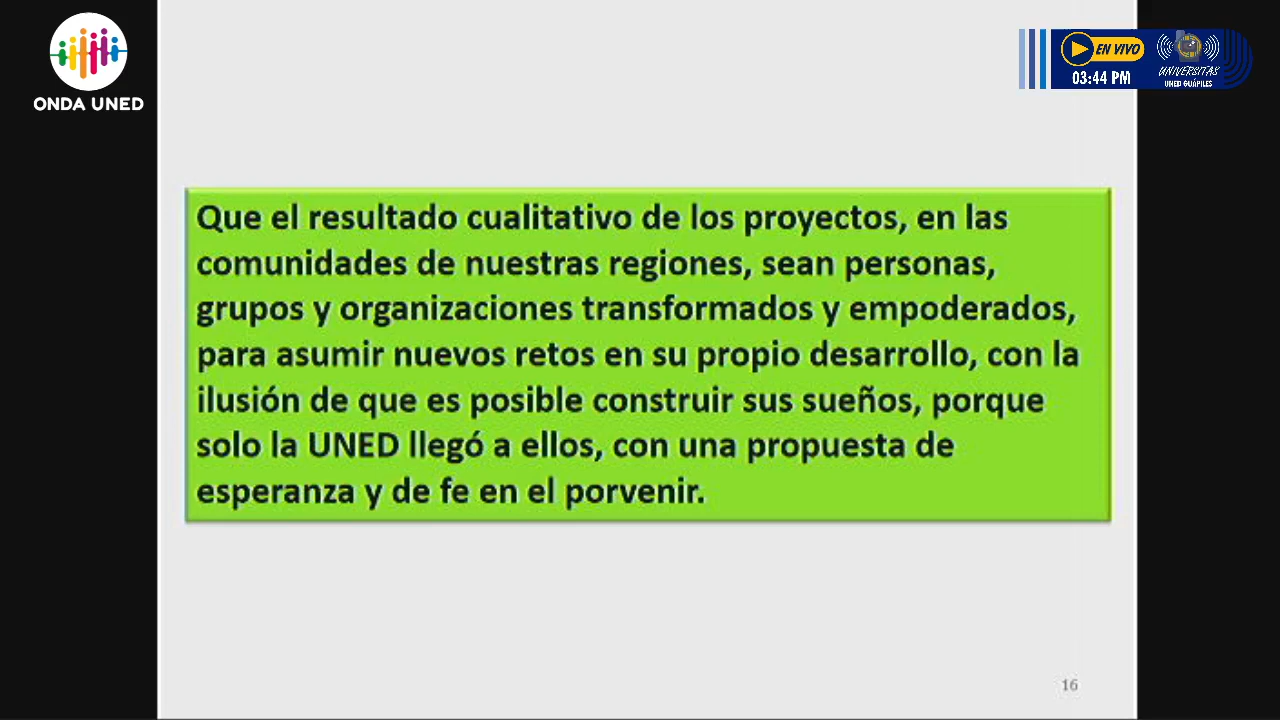 ONDA UNED
EN VIVO
03:44 PM
UNIVERSITAS
UNED GUÁPILES
Que el resultado cualitativo de los proyectos, en las
comunidades de nuestras regiones, sean personas,
grupos y organizaciones transformados y empoderados,
para asumir nuevos retos en su propio desarrollo, con la
ilusión de que es posible construir sus sueños, porque
solo la UNED llegó a ellos, con una propuesta de
esperanza y de fe en el porvenir.
16